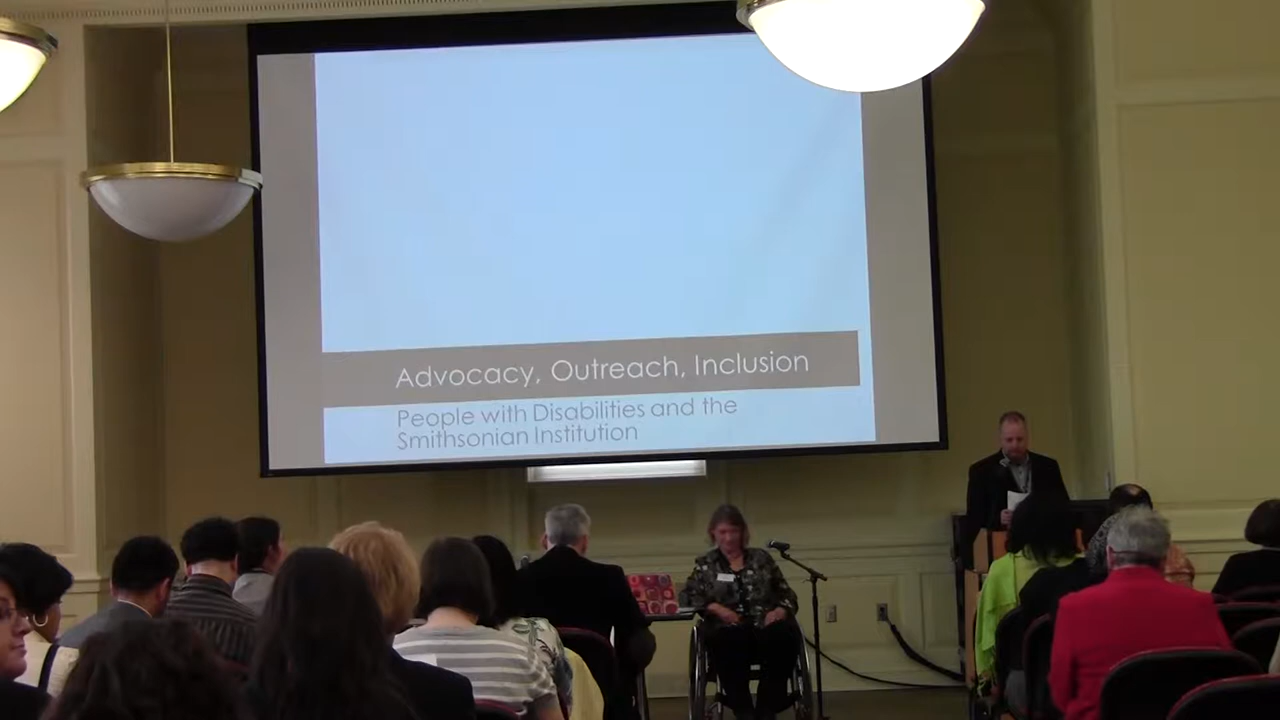 Advocacy, Outreach, Inclusion
People with Disabilities and the
Smithsonian Institution